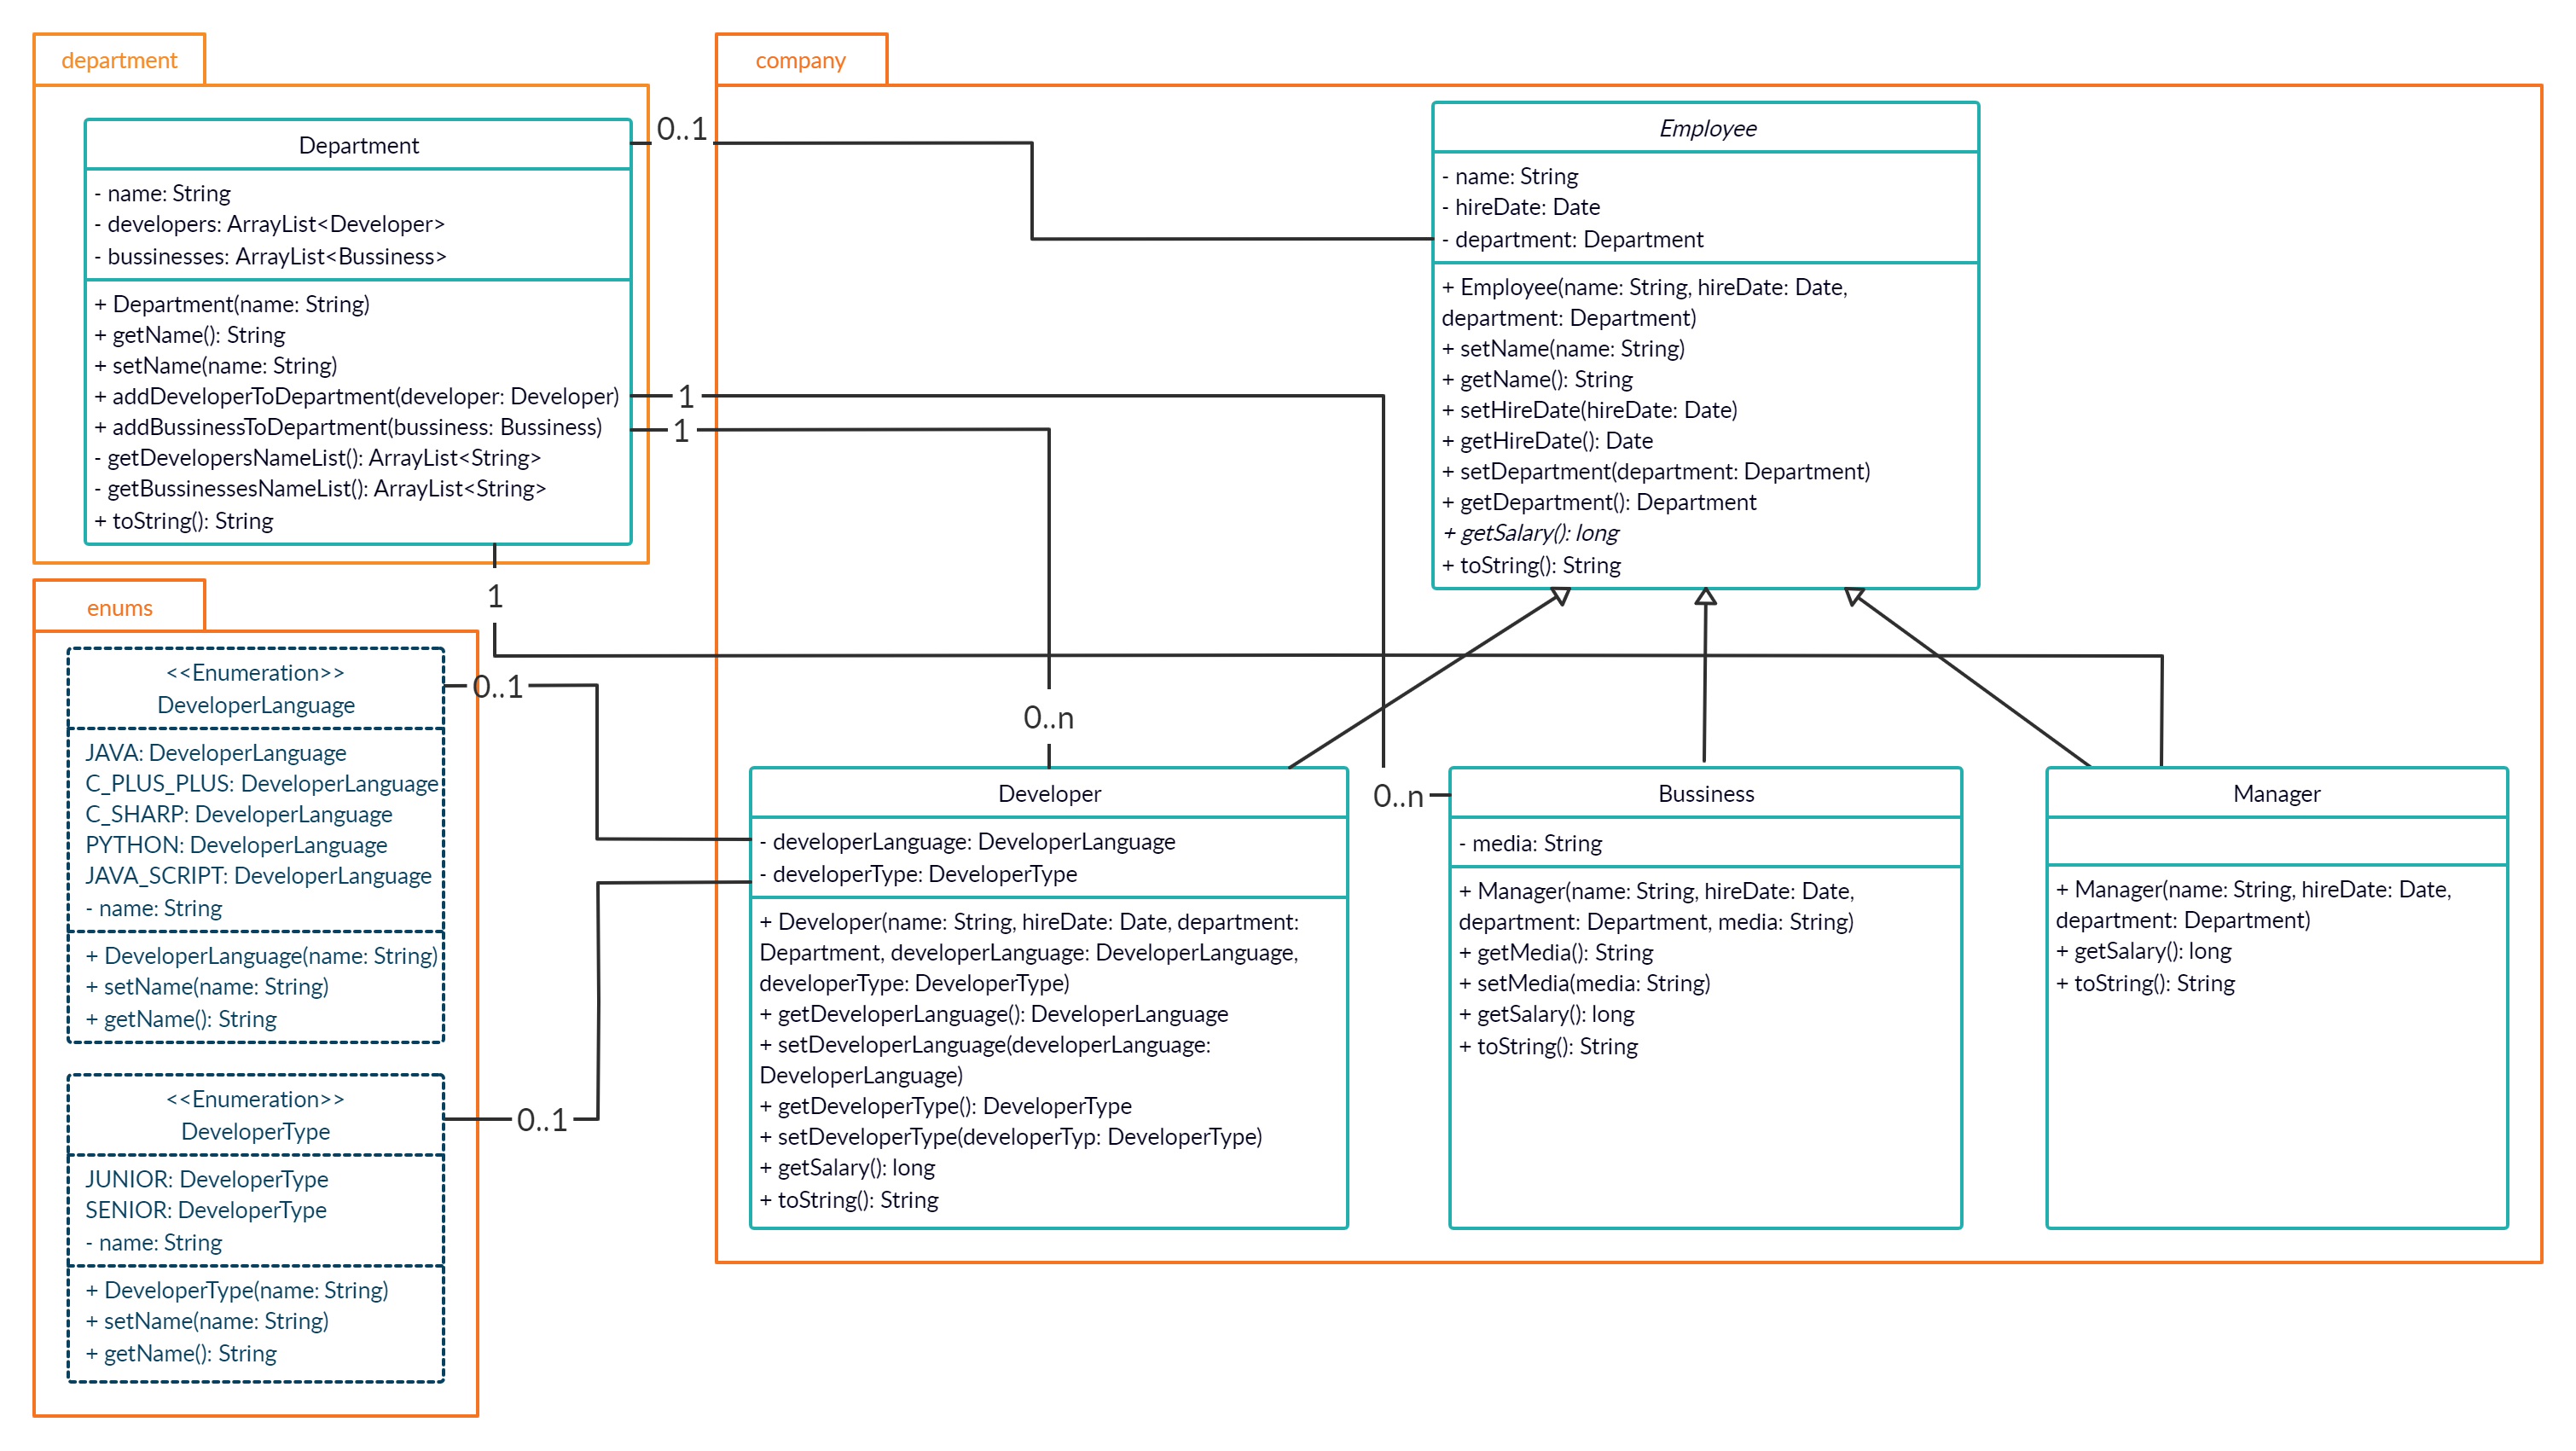 department
Department
- name: String
- developers: ArrayList<Developer>
- bussinesses: ArrayList<Bussiness>
+ Department(name: String)
+ getName(): String
+ setName(name: String)
+ addDeveloperToDepartment(developer: Developer)
+ addBussinessToDepartment(bussiness: Bussiness)
- getDevelopersNameList(): ArrayList<String>
- getBussinessesNameList(): ArrayList<String>
+ toString(): String
0..1
1
1
1
company
Employee
- name: String
- hireDate: Date
- department: Department
+ Employee(name: String, hireDate: Date,
department: Department)
+ setName(name: String)
+ getName(): String
+ setHireDate(hireDate: Date)
+ getHireDate(): Date
+ setDepartment(department: Department)
+ getDepartment(): Department
+ getSalary(): long
+ toString(): String
enums
<<Enumeration>>
DeveloperLanguage
JAVA: DeveloperLanguage
C_PLUS_PLUS: DeveloperLanguage
C_SHARP: DeveloperLanguage
PYTHON: DeveloperLanguage
JAVA_SCRIPT: DeveloperLanguage
- name: String
+ DeveloperLanguage(name: String)
+ setName(name: String)
+ getName(): String
0..1
<<Enumeration>>
DeveloperType
JUNIOR: DeveloperType
SENIOR: DeveloperType
- name: String
+ DeveloperType(name: String)
+ setName(name: String)
+ getName(): String
0..1
0..n
Developer
- developerLanguage: DeveloperLanguage
- developerType: DeveloperType
+ Developer(name: String, hireDate: Date, department:
Department, developerLanguage: DeveloperLanguage,
developerType: DeveloperType)
+ getDeveloperLanguage(): DeveloperLanguage
+ setDeveloperLanguage(developerLanguage:
DeveloperLanguage)
+ getDeveloperType(): DeveloperType
+ setDeveloperType(developerTyp: DeveloperType)
+ getSalary(): long
+ toString(): String
0..n
Bussiness
- media: String
+ Manager(name: String, hireDate: Date,
department: Department, media: String)
+ getMedia(): String
+ setMedia(media: String)
+ getSalary(): long
+ toString(): String
Manager
+ Manager(name: String, hireDate: Date,
department: Department)
+ getSalary(): long
+ toString(): String